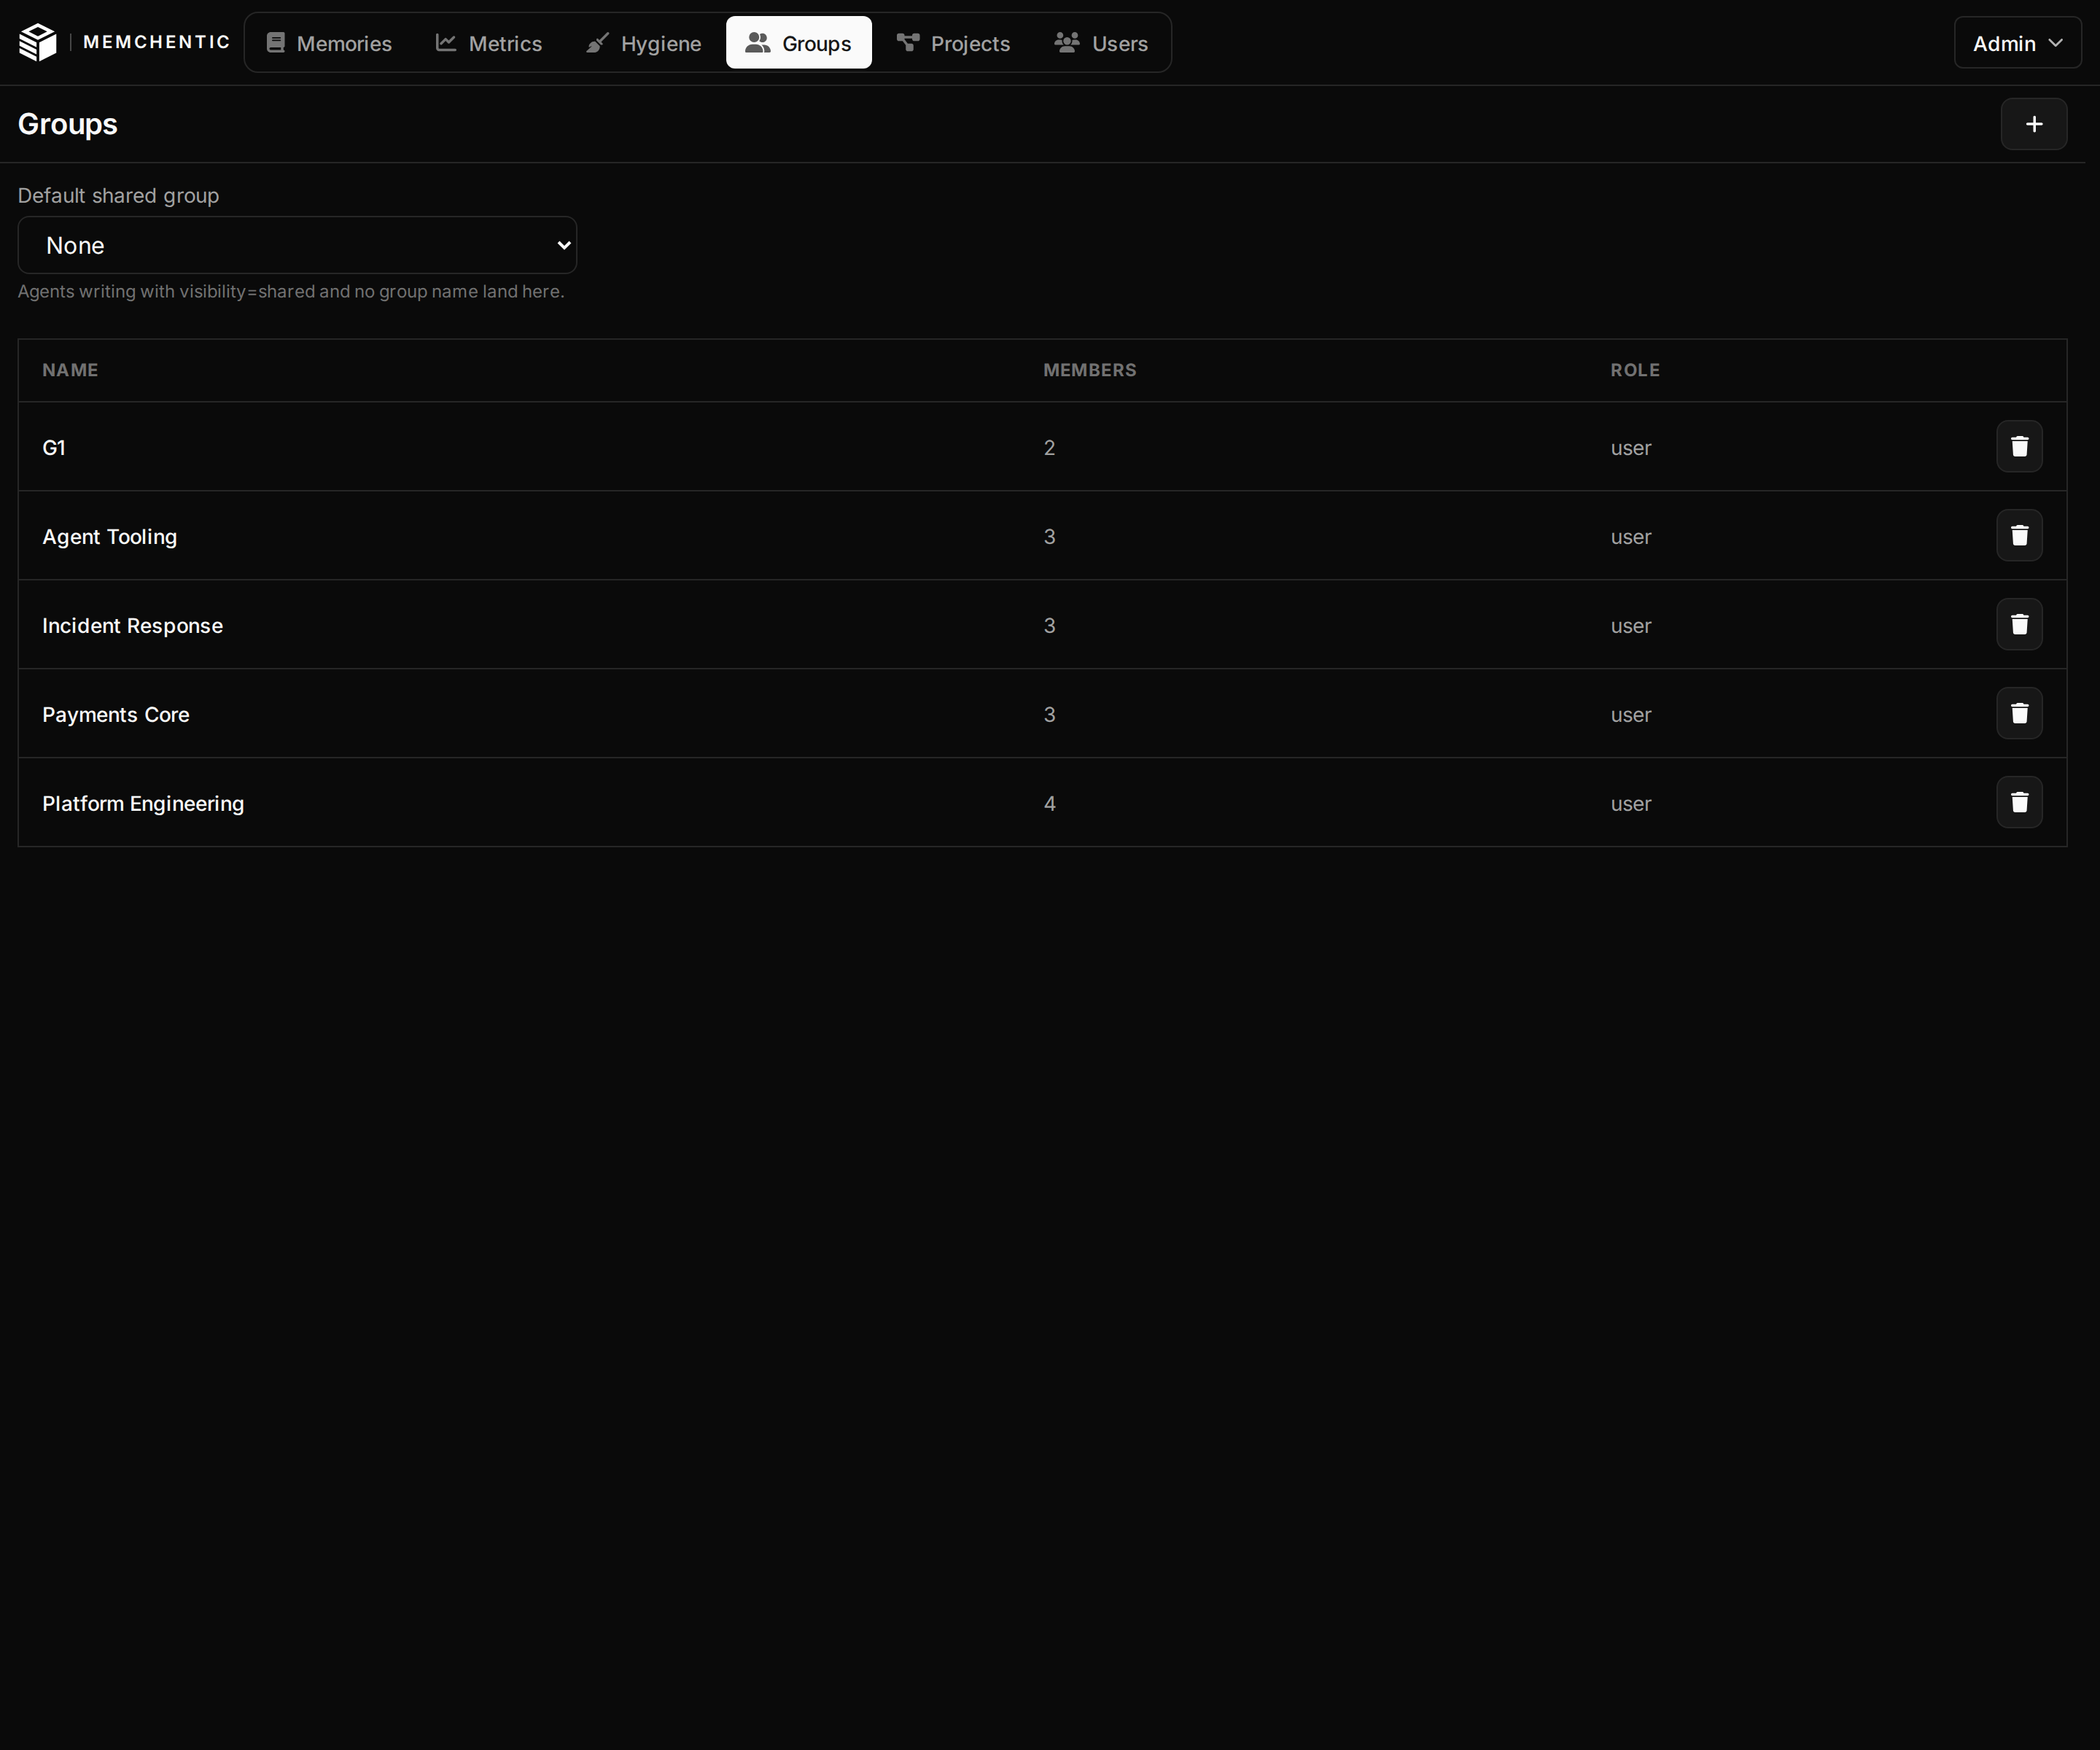 MEMCHENTIC Memories Metrics Hygiene Groups Projects Users Admin
Groups
Default shared group
None
Agents writing with visibility=shared and no group name land here.
NAME MEMBERS ROLE
G1 2 user
Agent Tooling 3 user
Incident Response 3 user
Payments Core 3 user
Platform Engineering 4 user